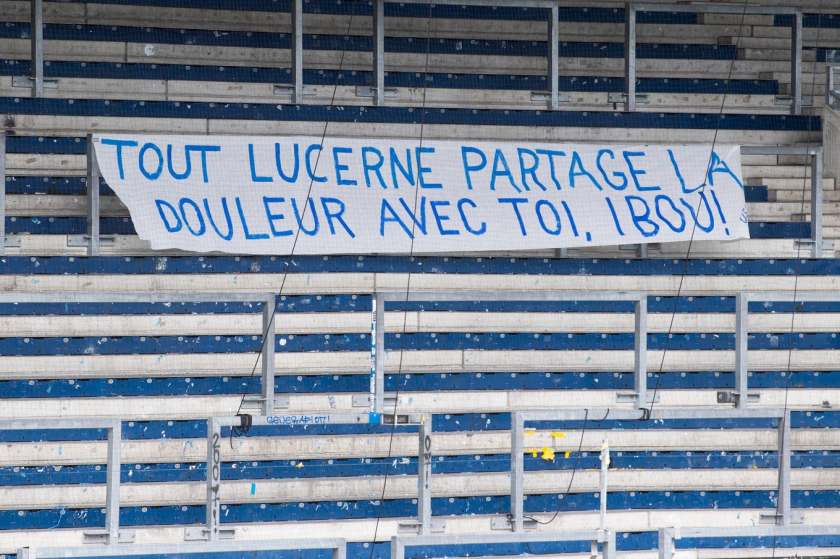 TOUT LUCERNE PARTAGE LA
DOULEUR AVEC TOI, IBOU!